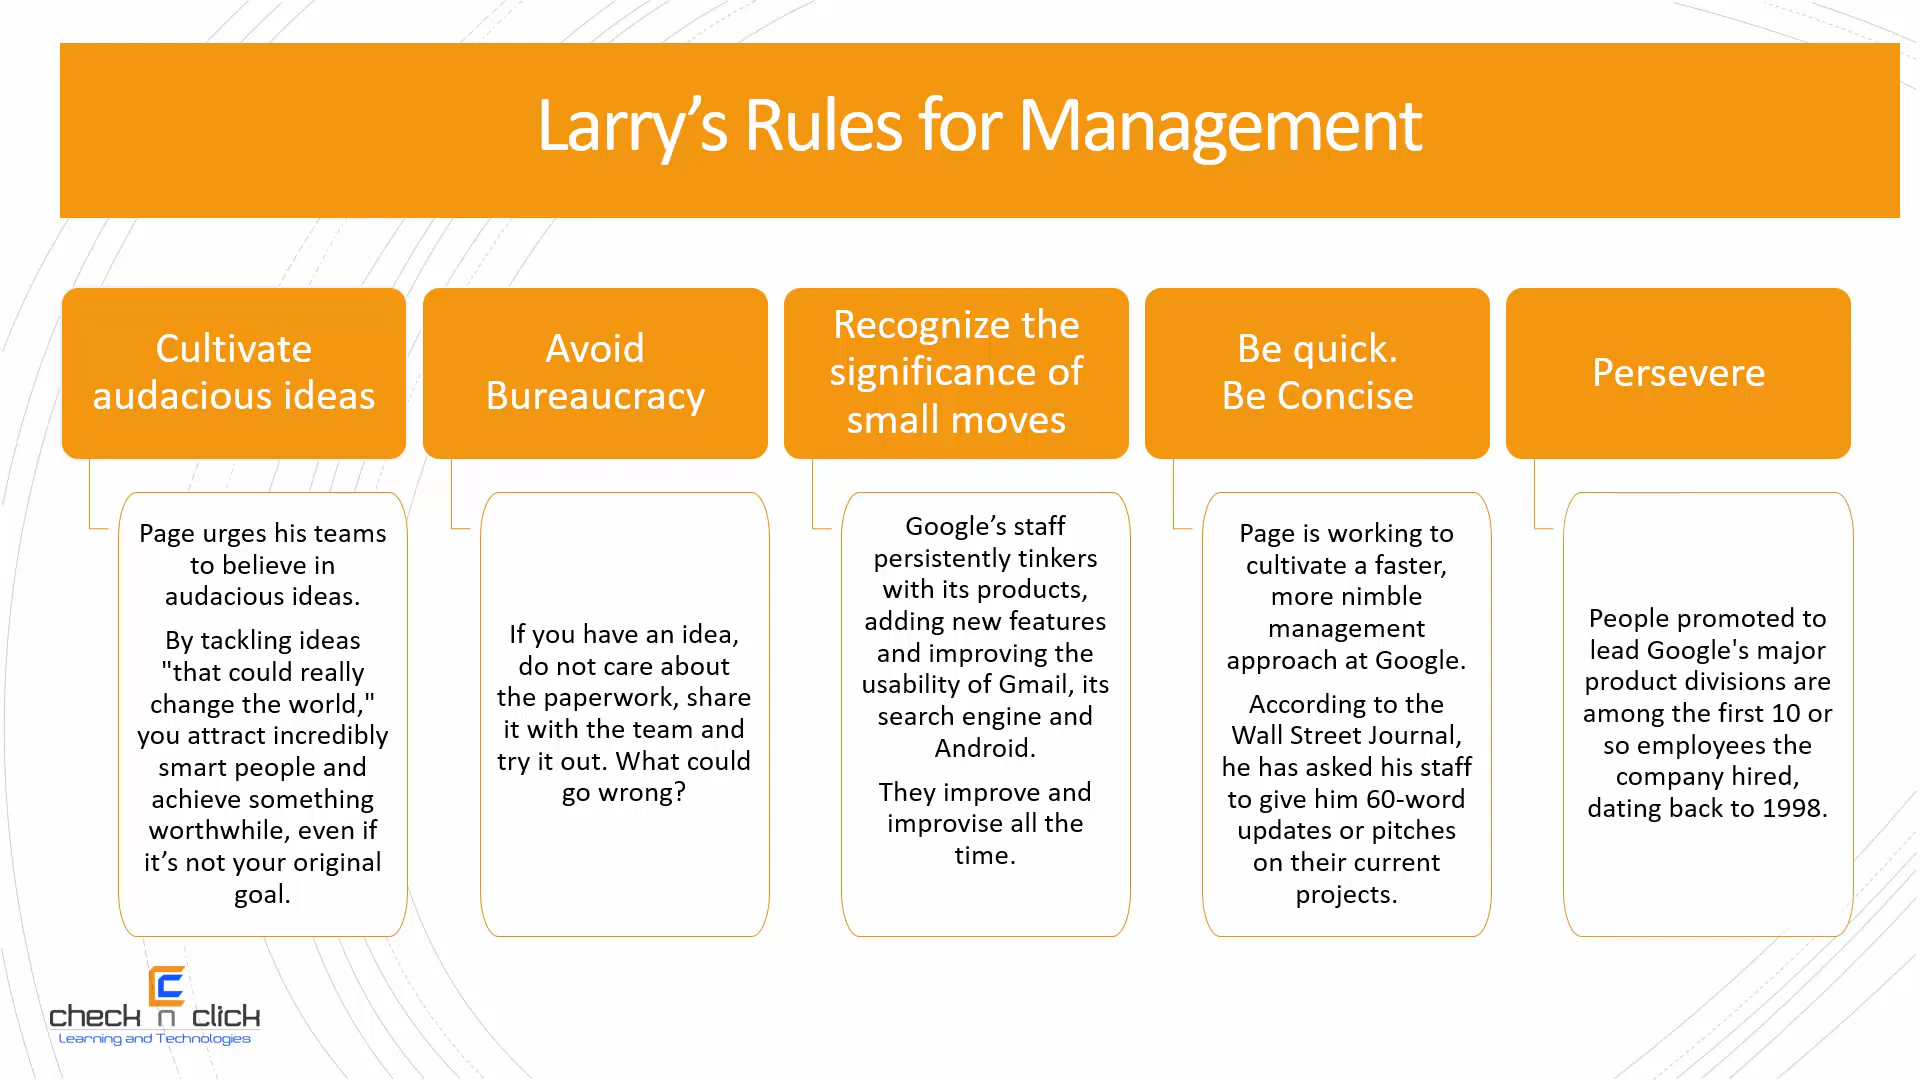 Larry’s Rules for Management
Cultivate
audacious ideas
Page urges his teams
to believe in
audacious ideas.
By tackling ideas
"that could really
change the world,"
you attract incredibly
smart people and
achieve something
worthwhile, even if
it’s not your original
goal.
Avoid
Bureaucracy
If you have an idea,
do not care about
the paperwork, share
it with the team and
try it out. What could
go wrong?
Recognize the
significance of
small moves
Google’s staff
persistently tinkers
with its products,
adding new features
and improving the
usability of Gmail, its
search engine and
Android.
They improve and
improvise all the
time.
Be quick.
Be Concise
Page is working to
cultivate a faster,
more nimble
management
approach at Google.
According to the
Wall Street Journal,
he has asked his staff
to give him 60-word
updates or pitches
on their current
projects.
Persevere
People promoted to
lead Google's major
product divisions are
among the first 10 or
so employees the
company hired,
dating back to 1998.
check n click
Learning and Technologies